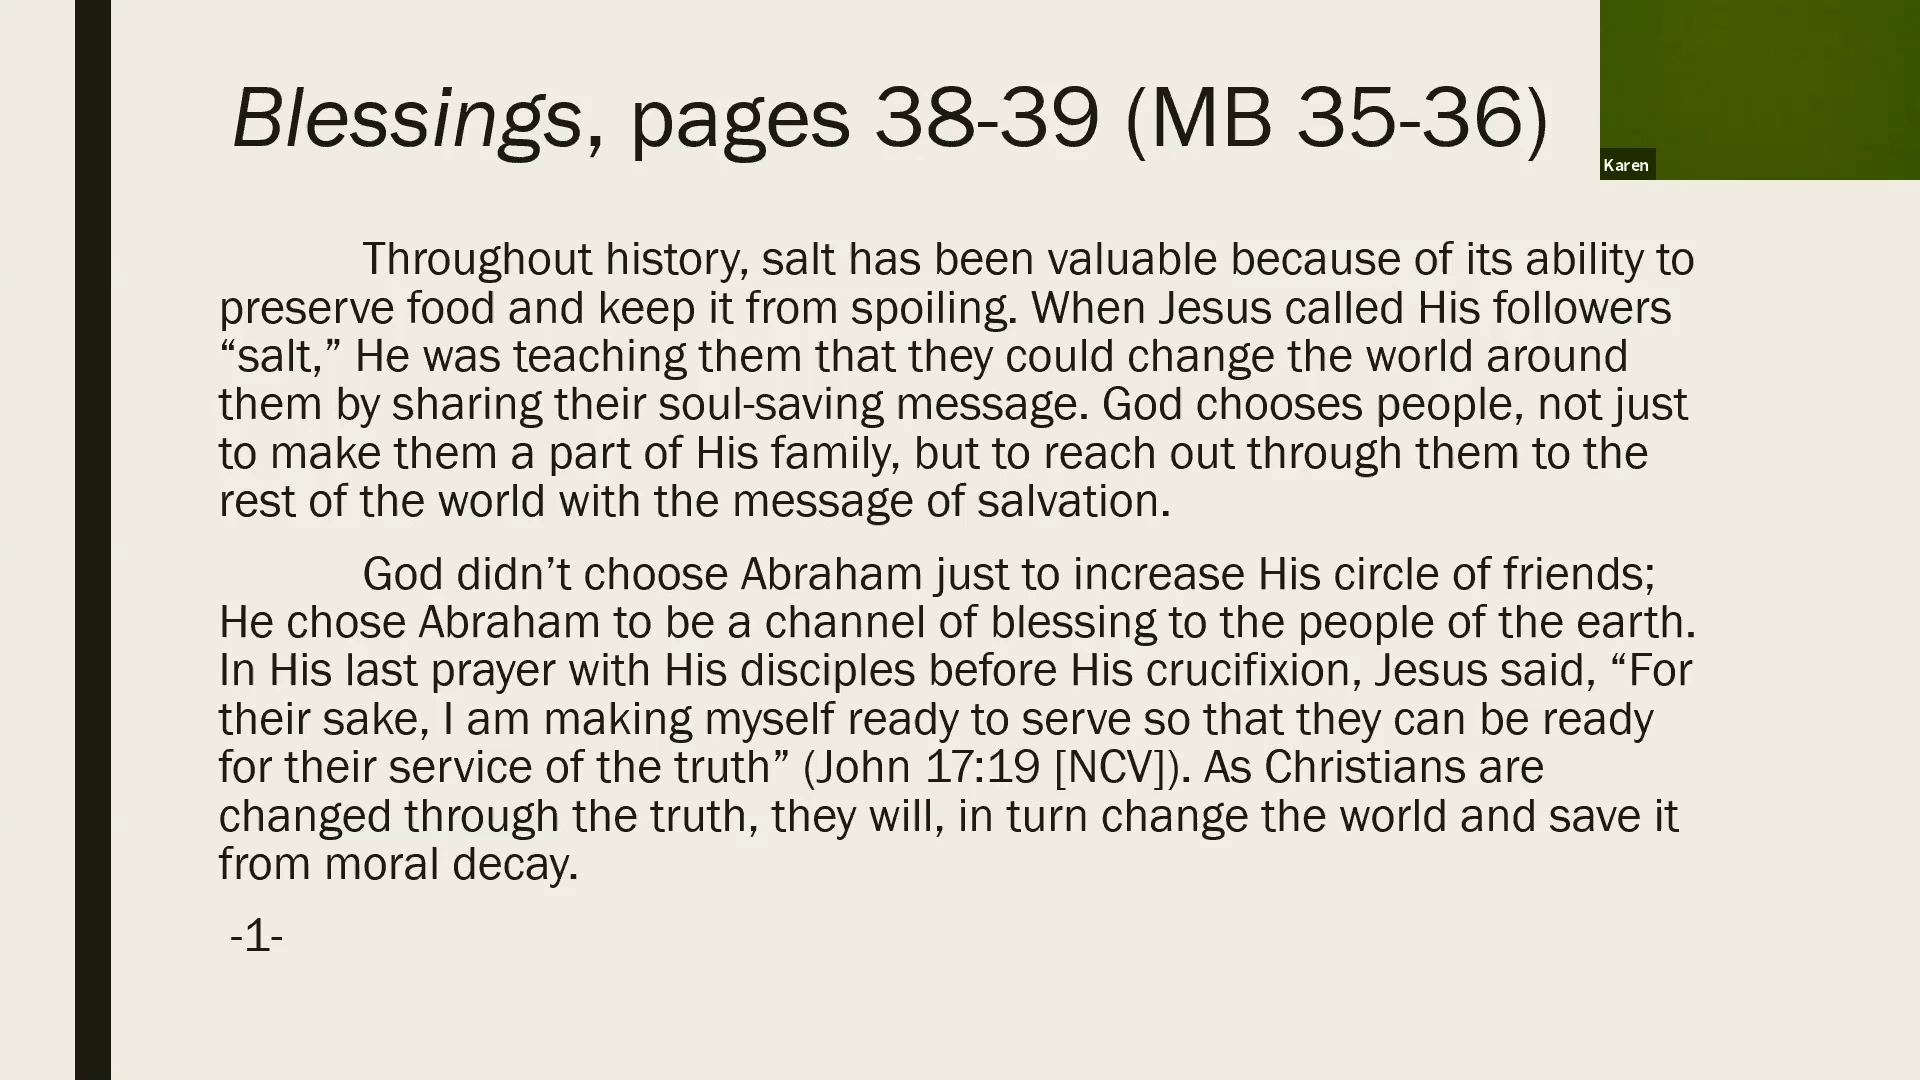 Blessings, pages 38-39 (MB 35-36)
Karen
Throughout history, salt has been valuable because of its ability to
preserve food and keep it from spoiling. When Jesus called His followers
“salt,” He was teaching them that they could change the world around
them by sharing their soul-saving message. God chooses people, not just
to make them a part of His family, but to reach out through them to the
rest of the world with the message of salvation.
God didn’t choose Abraham just to increase His circle of friends;
He chose Abraham to be a channel of blessing to the people of the earth.
In His last prayer with His disciples before His crucifixion, Jesus said, “For
their sake, I am making myself ready to serve so that they can be ready
for their service of the truth” (John 17:19 [NCV]). As Christians are
changed through the truth, they will, in turn change the world and save it
from moral decay.
-1-